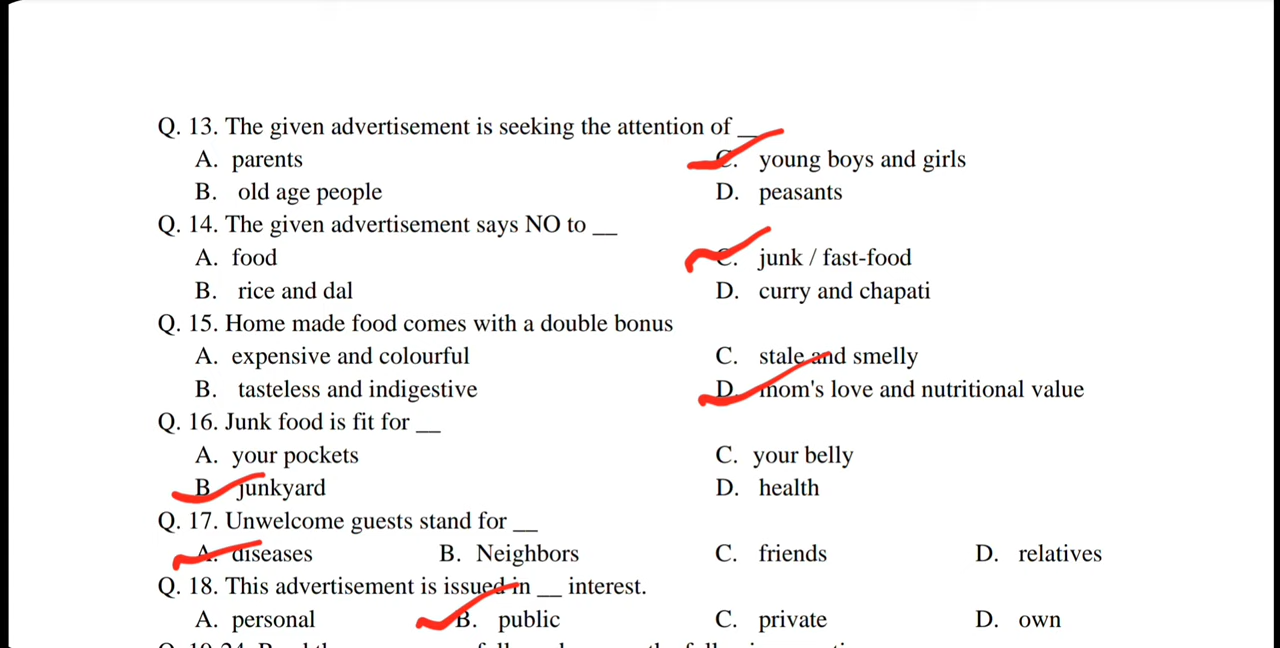 Q. 13. The given advertisement is seeking the attention of __
A. parents C. young boys and girls
B. old age people D. peasants
Q. 14. The given advertisement says NO to __
A. food C. junk / fast-food
B. rice and dal D. curry and chapati
Q. 15. Home made food comes with a double bonus
A. expensive and colourful C. stale and smelly
B. tasteless and indigestive D. mom's love and nutritional value
Q. 16. Junk food is fit for __
A. your pockets C. your belly
B. junkyard D. health
Q. 17. Unwelcome guests stand for __
A. diseases B. Neighbors C. friends D. relatives
Q. 18. This advertisement is issued in __ interest.
A. personal B. public C. private D. own